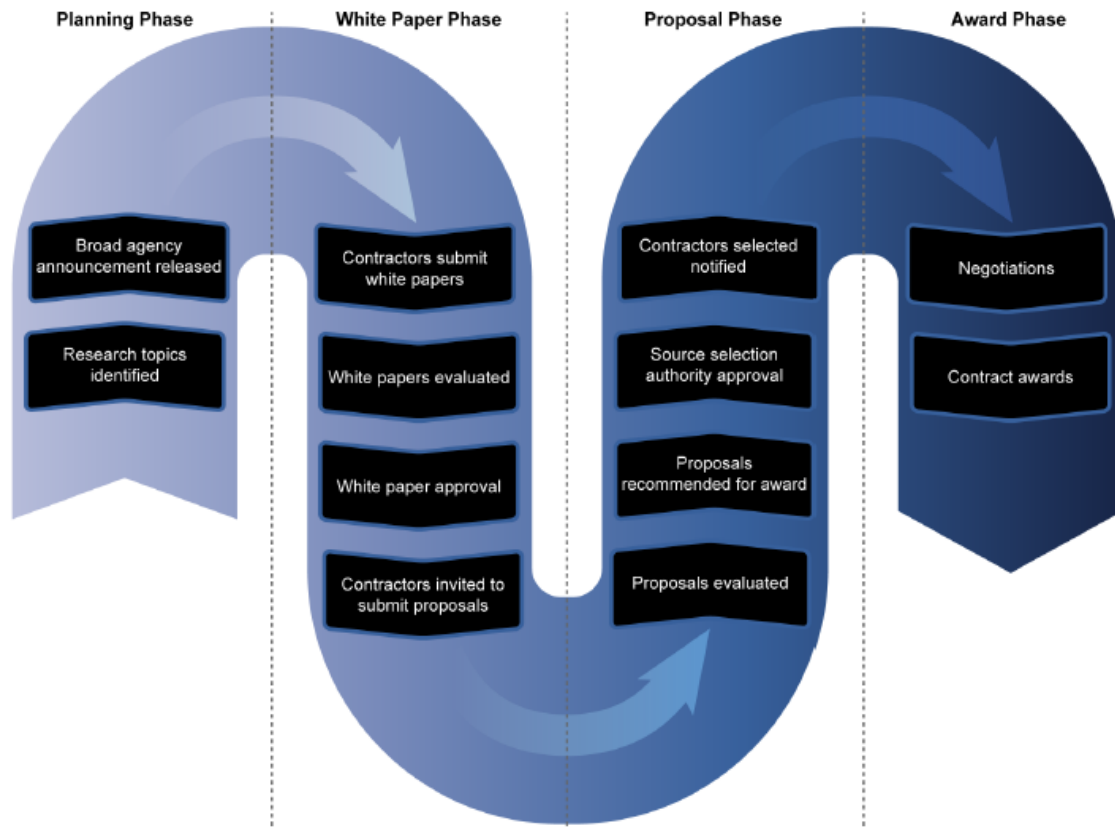 Planning Phase
White Paper Phase
Proposal Phase
Award Phase
Broad agency
announcement released
Research topics
identified
Contractors submit
white papers
White papers evaluated
White paper approval
Contractors invited to
submit proposals
Contractors selected
notified
Source selection
authority approval
Proposals
recommended for award
Proposals evaluated
Negotiations
Contract awards